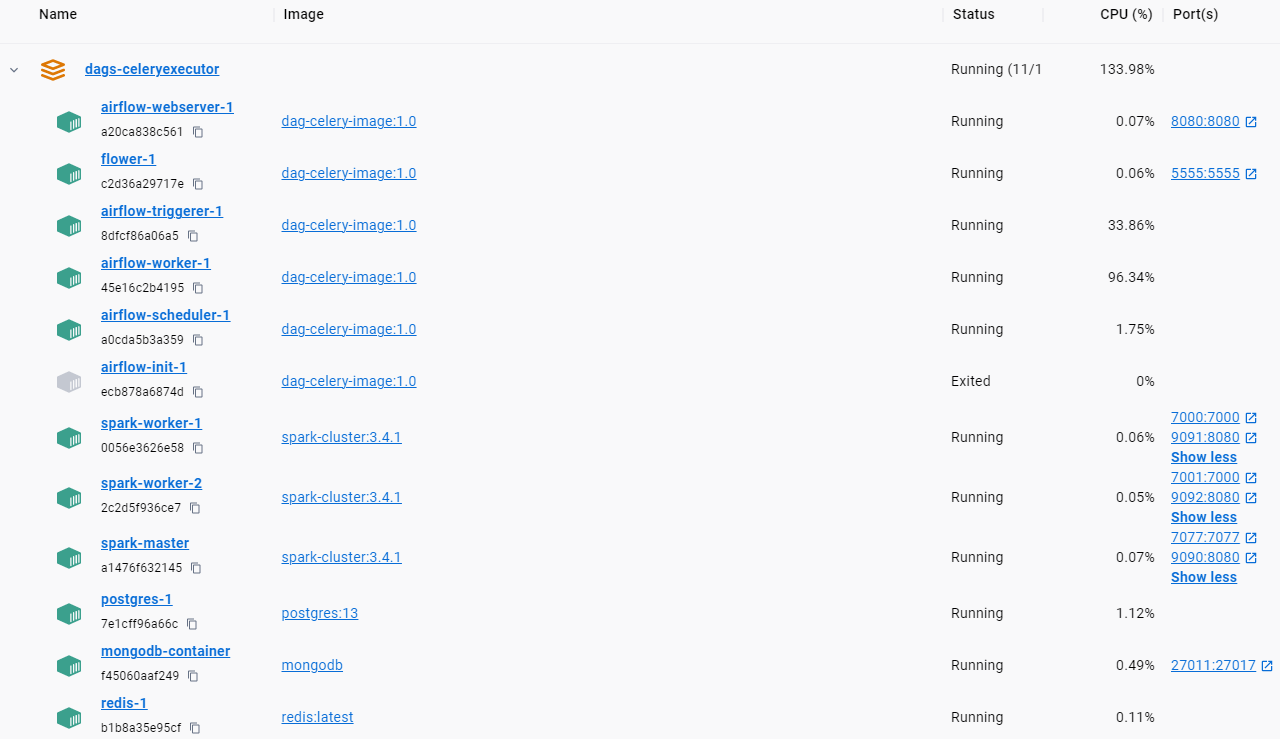 Name Image Status CPU (%) Port(s)
dags-celeryexecutor Running (11/1 133.98%
airflow-webserver-1
a20ca838c561
dag-celery-image:1.0 Running 0.07% 8080:8080
flower-1
c2d36a29717e
dag-celery-image:1.0 Running 0.06% 5555:5555
airflow-triggerer-1
8dfcf86a06a5
dag-celery-image:1.0 Running 33.86%
airflow-worker-1
45e16c2b4195
dag-celery-image:1.0 Running 96.34%
airflow-scheduler-1
a0cda5b3a359
dag-celery-image:1.0 Running 1.75%
airflow-init-1
ecb878a6874d
dag-celery-image:1.0 Exited 0%
spark-worker-1
0056e3626e58
spark-cluster:3.4.1 Running 0.06%
7000:7000
9091:8080
Show less
spark-worker-2
2c2d5f936ce7
spark-cluster:3.4.1 Running 0.05%
7001:7000
9092:8080
Show less
spark-master
a1476f632145
spark-cluster:3.4.1 Running 0.07%
7077:7077
9090:8080
Show less
postgres-1
7e1cff96a66c
postgres:13 Running 1.12%
mongodb-container
f45060aaf249
mongodb Running 0.49% 27011:27017
redis-1
b1b8a35e95cf
redis:latest Running 0.11%